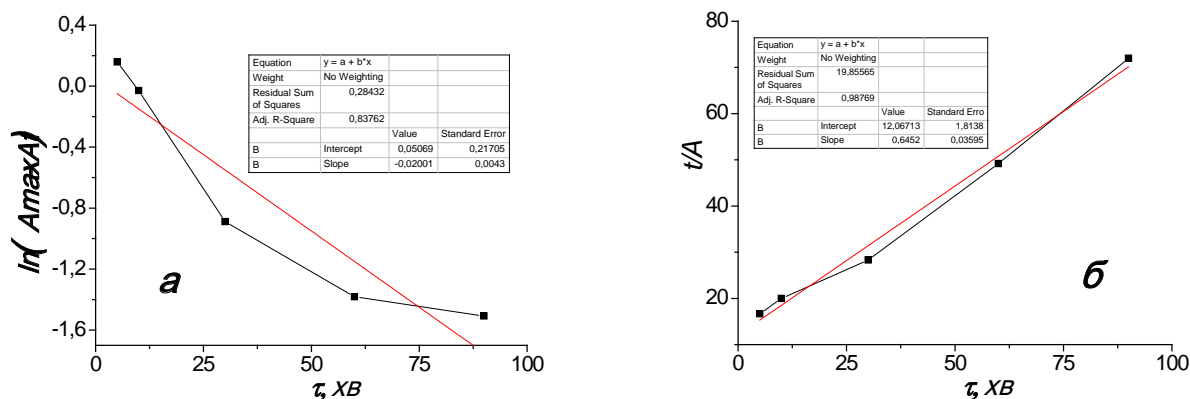 0,4
0,0
-0,4
-0,8
-1,2
-1,6
0 25 50 75 100
ln( AmaxAt)
τ, ХВ
а
Equation y = a + b*x
Weight No Weighting
Residual Sum of Squares 0,28432
Adj. R-Square 0,83762
Value Standard Error
B Intercept 0,05069 0,21705
B Slope -0,02001 0,0043
80
60
40
20
0 25 50 75 100
t/A
τ, ХВ
б
Equation y = a + b*x
Weight No Weighting
Residual Sum of Squares 19,85565
Adj. R-Square 0,98769
Value Standard Erro
B Intercept 12,06713 1,8138
B Slope 0,6452 0,03595